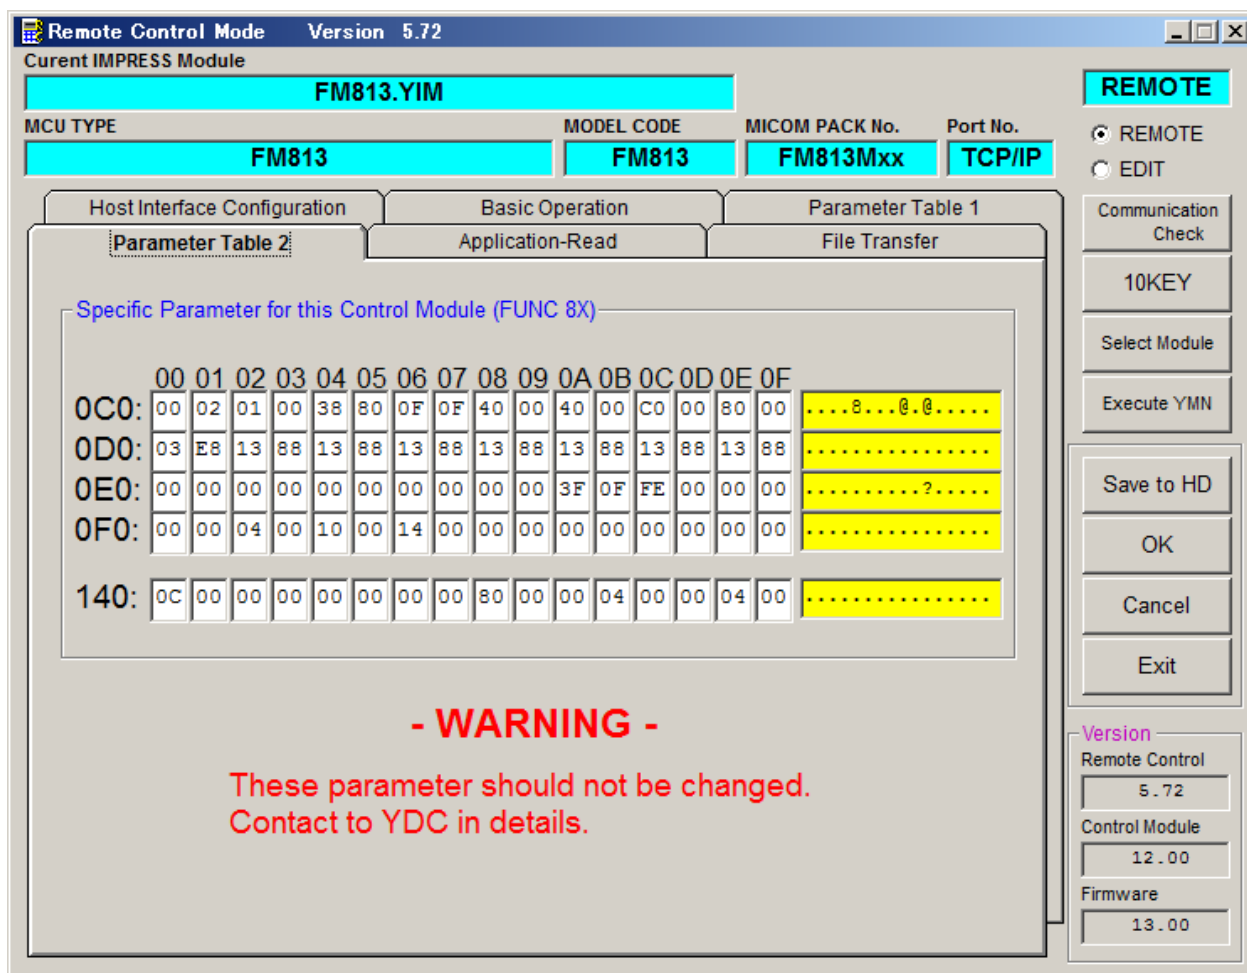 Remote Control Mode Version 5.72
Curent IMPRESS Module
FM813.YIM
REMOTE
MCU TYPE MODEL CODE MICOM PACK No. Port No.
FM813 FM813 FM813Mxx TCP/IP
REMOTE
EDIT
Host Interface Configuration Basic Operation Parameter Table 1
Parameter Table 2 Application-Read File Transfer
Specific Parameter for this Control Module (FUNC 8X)
00 01 02 03 04 05 06 07 08 09 0A 0B 0C 0D 0E 0F
0C0: 00 02 01 00 38 80 0F 0F 40 00 40 00 C0 00 80 00 ....8...@.@.....
0D0: 03 E8 13 88 13 88 13 88 13 88 13 88 13 88 13 88 ................
0E0: 00 00 00 00 00 00 00 00 00 00 3F 0F FE 00 00 00 ..........?.....
0F0: 00 00 04 00 10 00 14 00 00 00 00 00 00 00 00 00 ................
140: 0C 00 00 00 00 00 00 00 80 00 00 04 00 00 04 00 ................
- WARNING -
These parameter should not be changed.
Contact to YDC in details.
Communication
Check
10KEY
Select Module
Execute YMN
Save to HD
OK
Cancel
Exit
Version
Remote Control
5.72
Control Module
12.00
Firmware
13.00